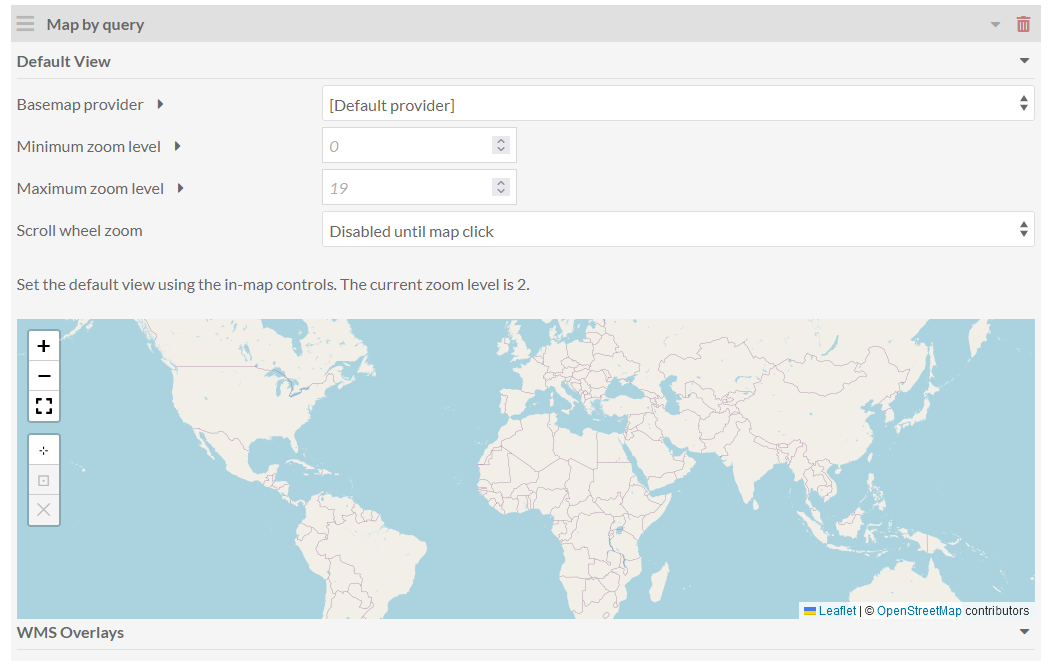 Map by query
Default View
Basemap provider
[Default provider]
Minimum zoom level
0
Maximum zoom level
19
Scroll wheel zoom
Disabled until map click
Set the default view using the in-map controls. The current zoom level is 2.
+
−
Leaflet | © OpenStreetMap contributors
WMS Overlays